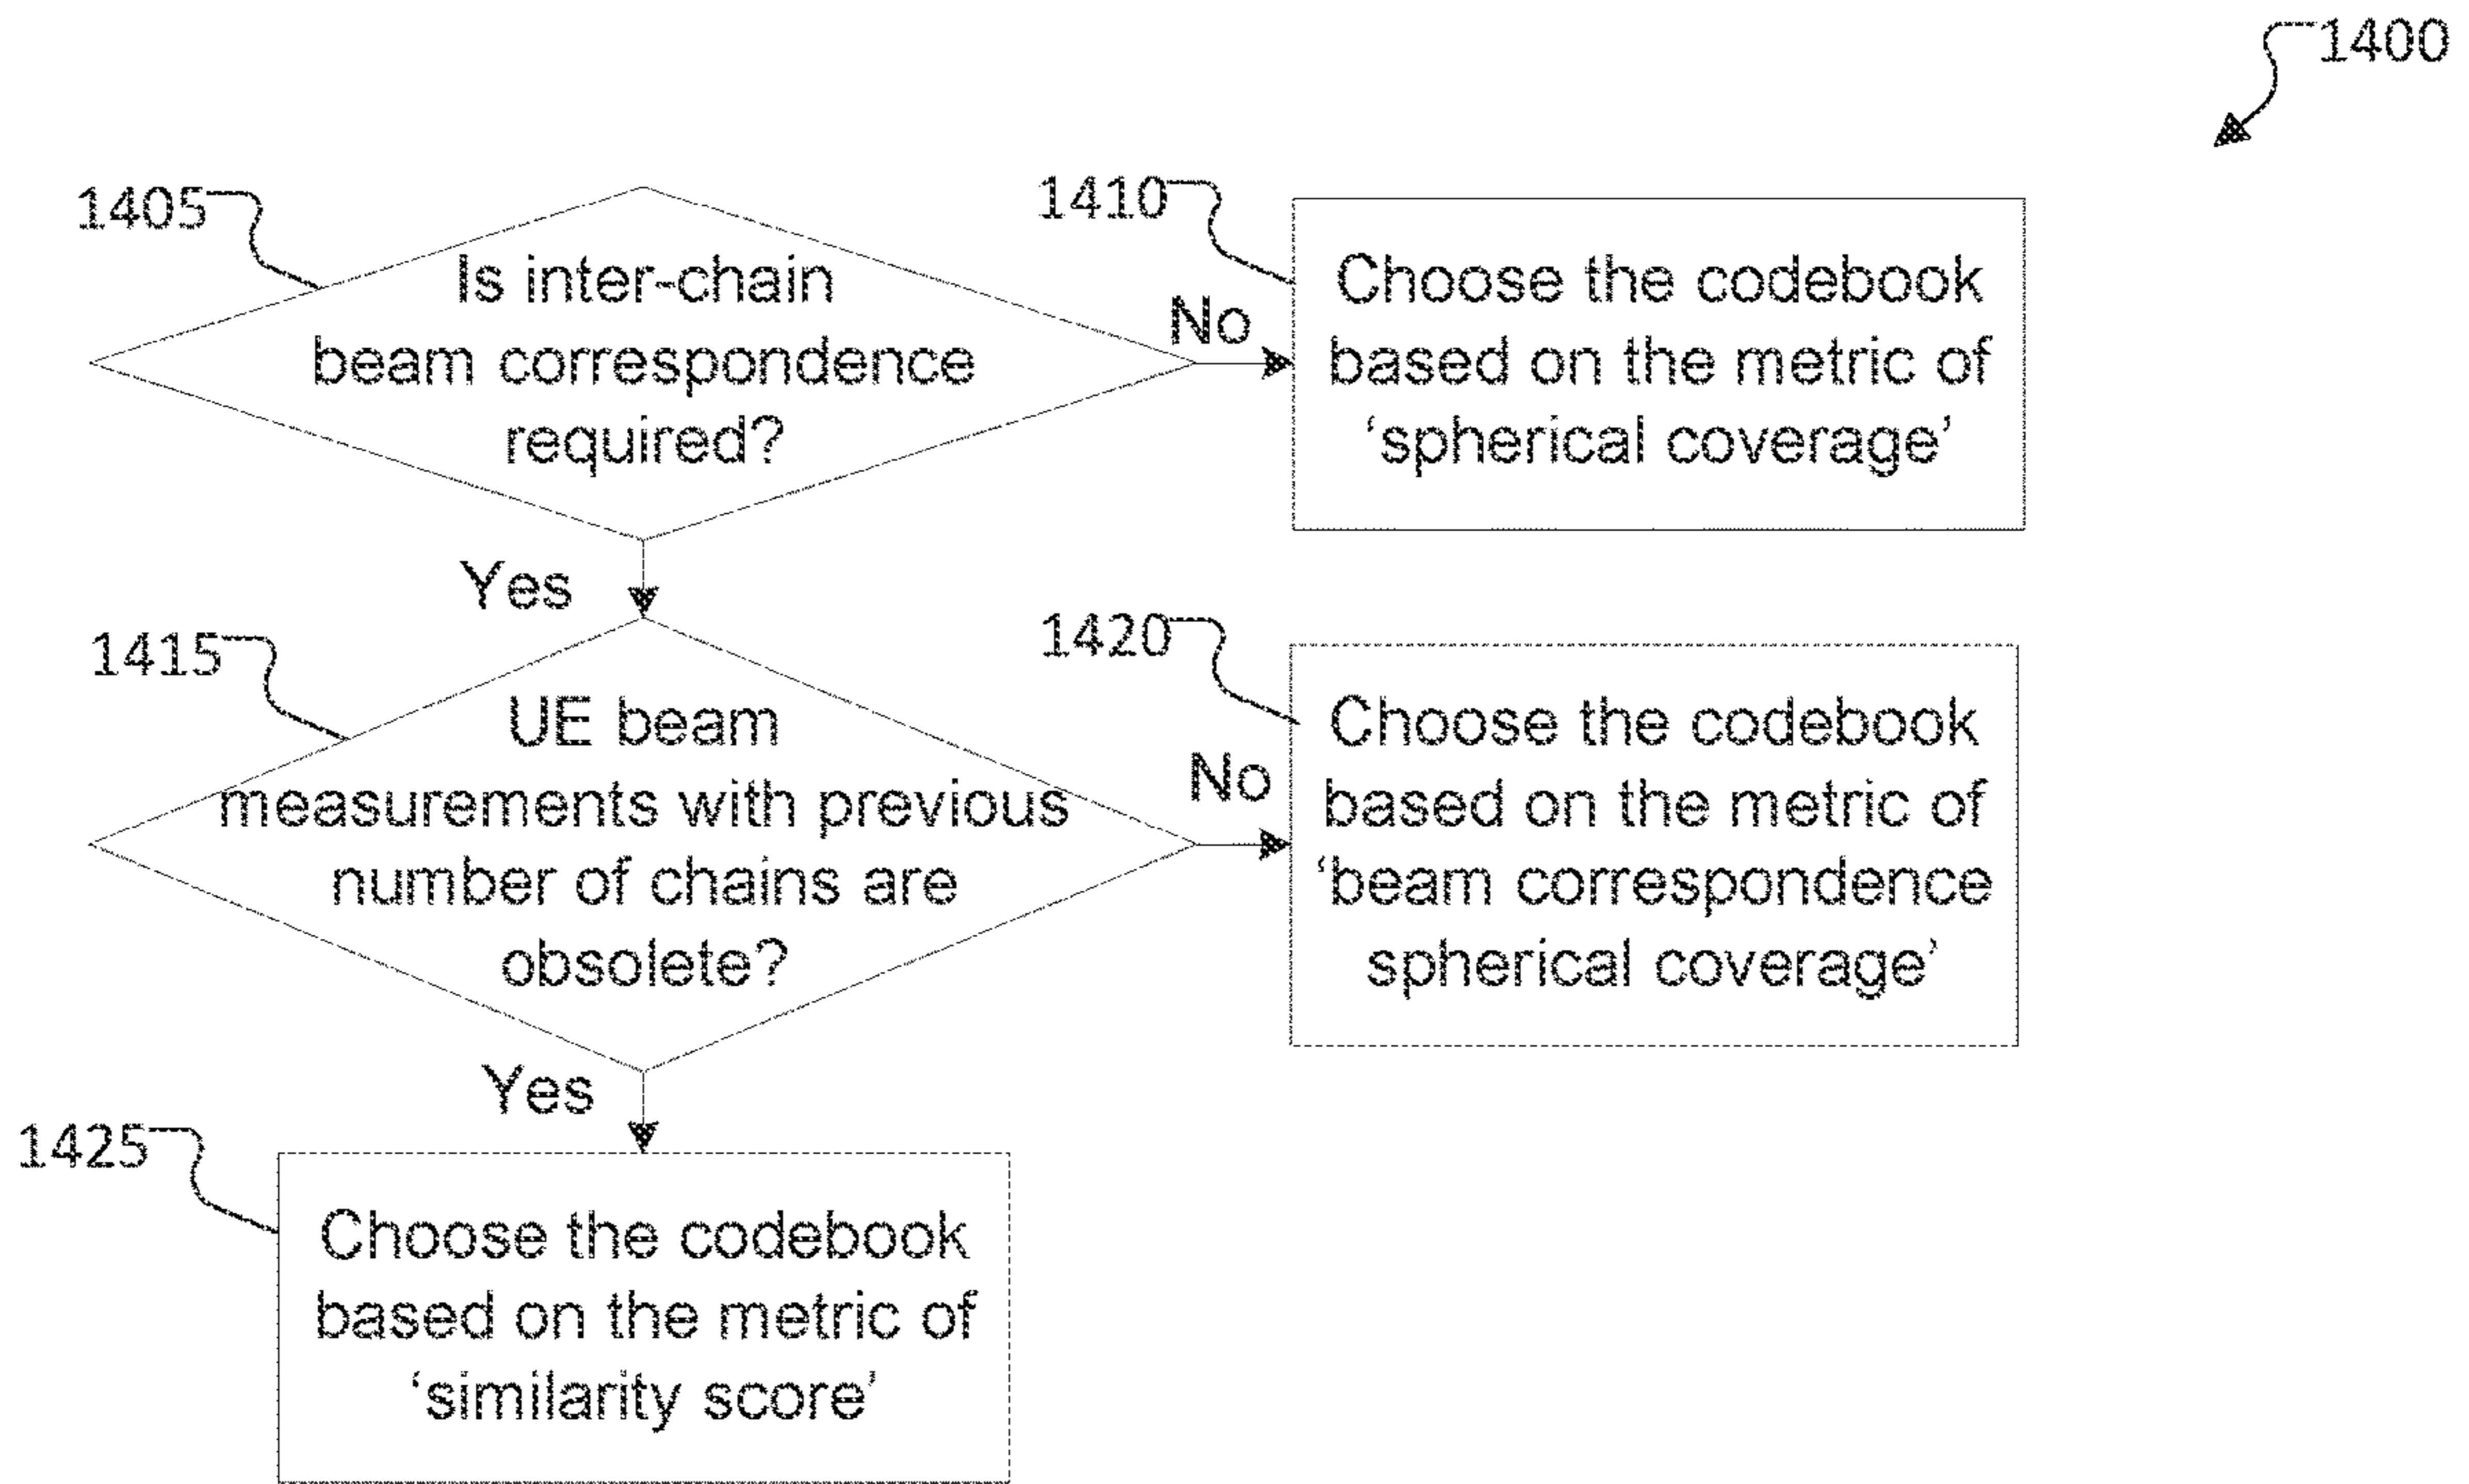 1400
1405
Is inter-chain
beam correspondence
required?
No
1410
Choose the codebook
based on the metric of
‘spherical coverage’
Yes
1415
UE beam
measurements with previous
number of chains are
obsolete?
No
1420
Choose the codebook
based on the metric of
‘beam correspondence
spherical coverage’
Yes
1425
Choose the codebook
based on the metric of
‘similarity score’